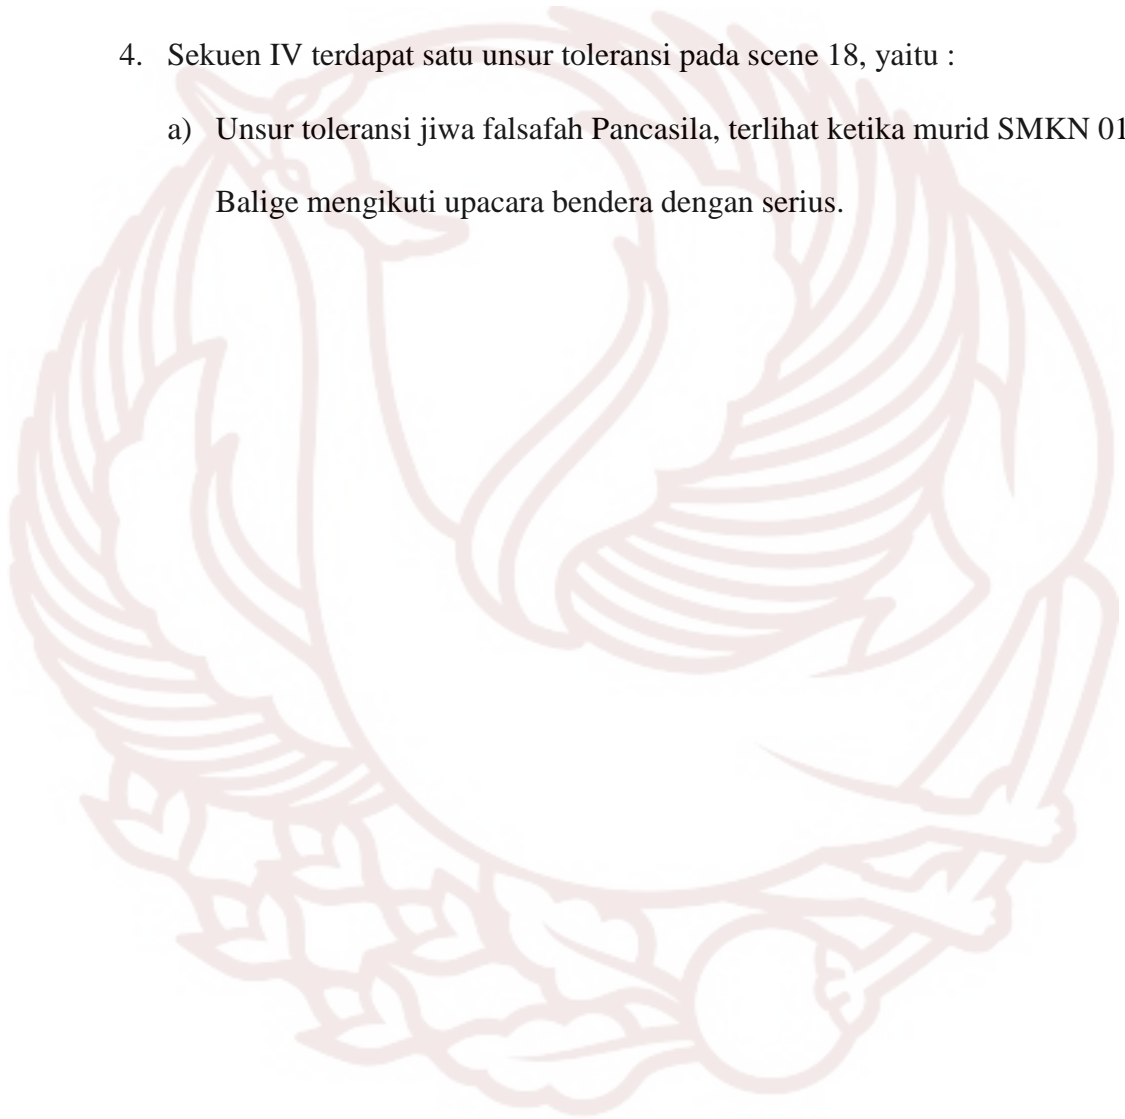 4. Sekuen IV terdapat satu unsur toleransi pada scene 18, yaitu :
a) Unsur toleransi jiwa falsafah Pancasila, terlihat ketika murid SMKN 01
Balige mengikuti upacara bendera dengan serius.